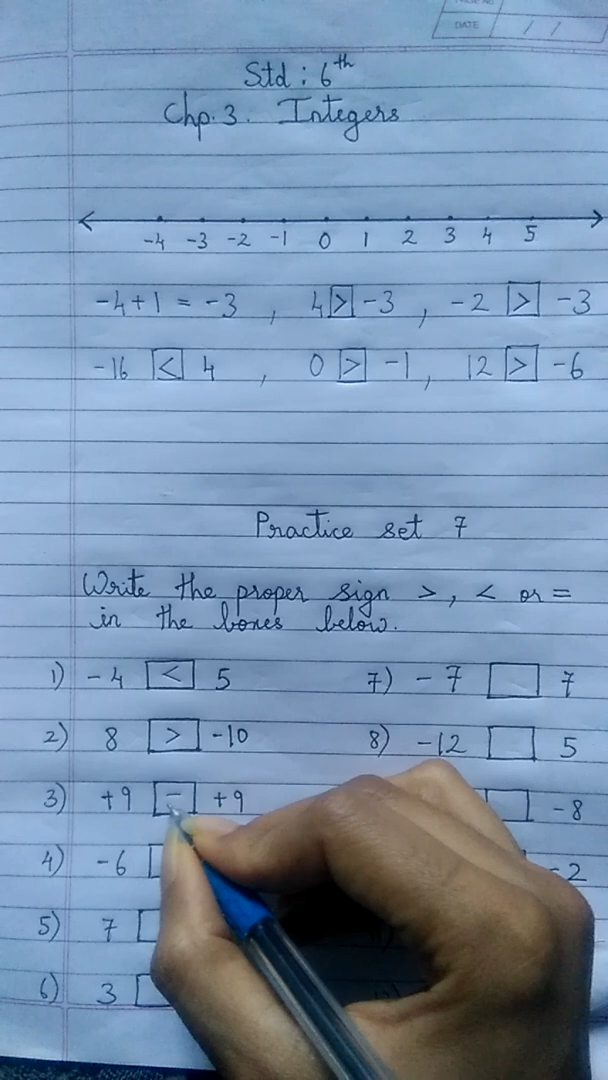 DATE / /
Std : 6th
Chp. 3. Integers
-4 -3 -2 -1 0 1 2 3 4 5
-4+1 = -3 , 4 > -3 , -2 > -3
-16 < 4 , 0 > -1 , 12 > -6
Practice set 7
Write the proper sign >, < or =
in the boxes below.
1) -4 < 5 7) -7 7
2) 8 > -10 8) -12 5
3) +9 - +9 -8
4) -6 -2
5) 7
6) 3